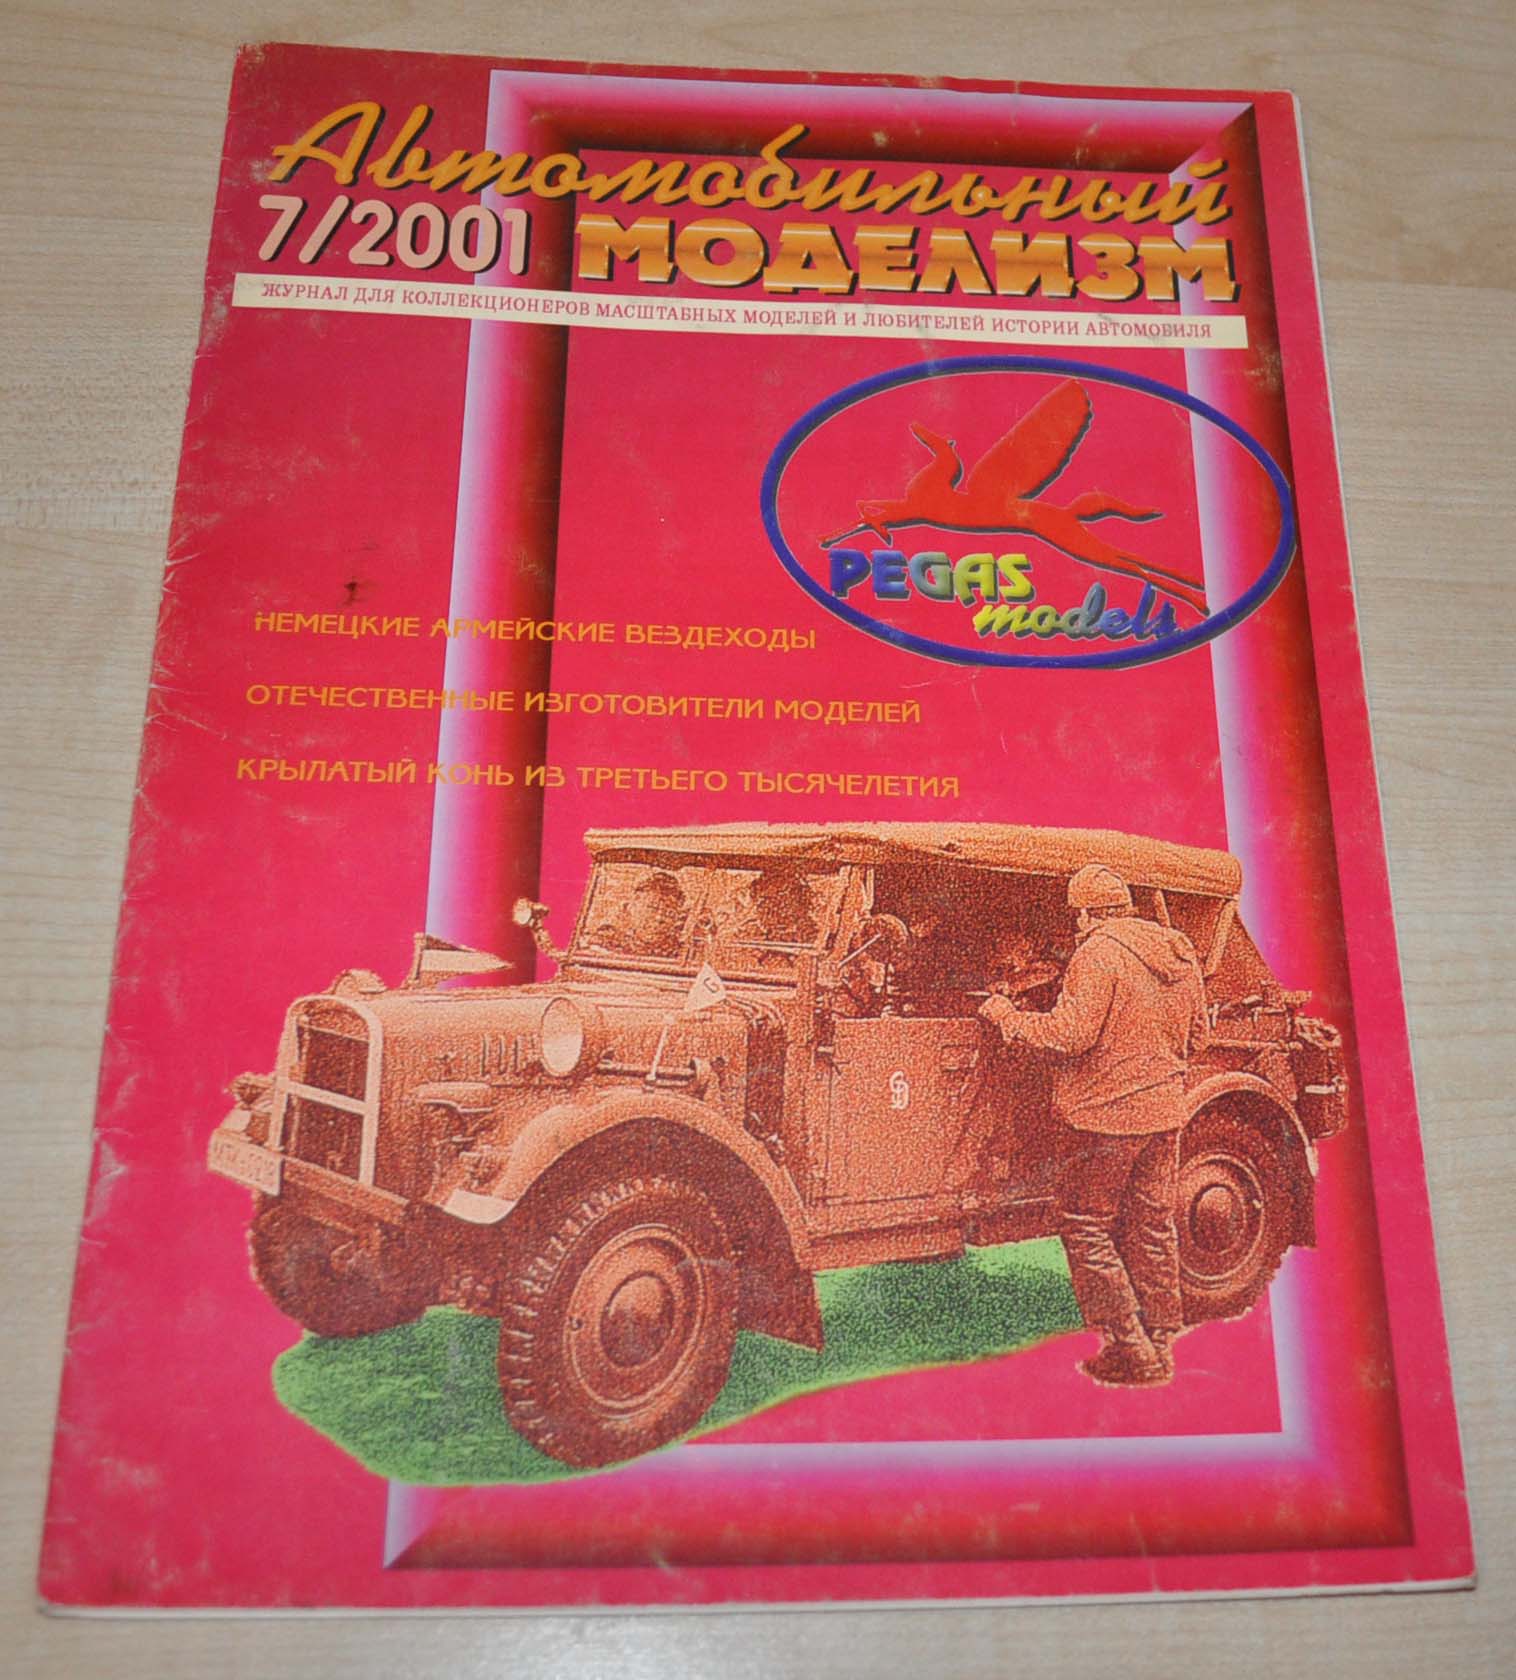 Автомобильный
7/2001 МОДЕЛИЗМ
ЖУРНАЛ ДЛЯ КОЛЛЕКЦИОНЕРОВ МАСШТАБНЫХ МОДЕЛЕЙ И ЛЮБИТЕЛЕЙ ИСТОРИИ АВТОМОБИЛЯ
PEGAS
models
НЕМЕЦКИЕ АРМЕЙСКИЕ ВЕЗДЕХОДЫ
ОТЕЧЕСТВЕННЫЕ ИЗГОТОВИТЕЛИ МОДЕЛЕЙ
КРЫЛАТЫЙ КОНЬ ИЗ ТРЕТЬЕГО ТЫСЯЧЕЛЕТИЯ